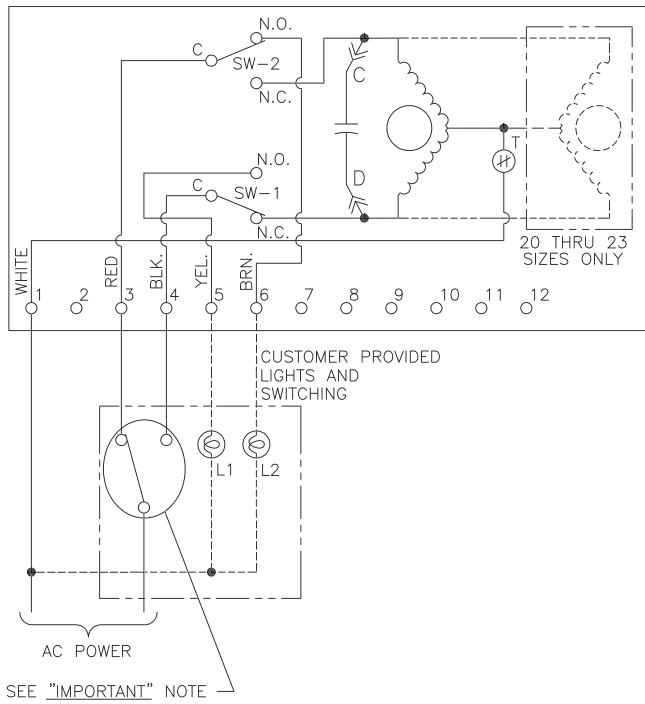 N.O.
C
SW-2
N.C.
C
D
T
N.O.
C
SW-1
N.C.
20 THRU 23
SIZES ONLY
WHITE
RED
BLK.
YEL.
BRN.
1
2
3
4
5
6
7
8
9
10
11
12
CUSTOMER PROVIDED
LIGHTS AND
SWITCHING
L1
L2
AC POWER
SEE "IMPORTANT" NOTE